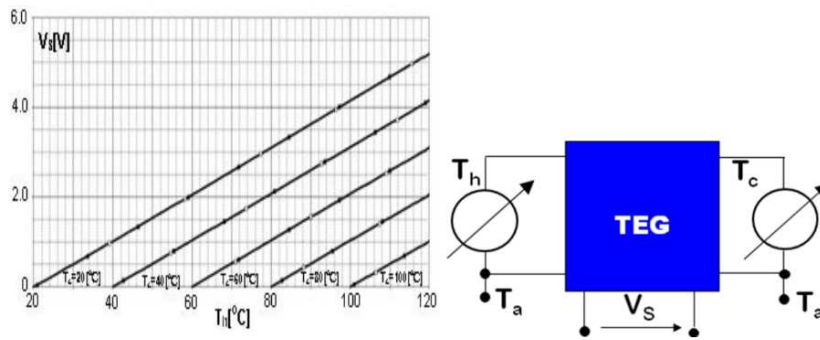 6.0
Vs[V]
4.0
2.0
0
Tc=20[°C] Tc=40[°C] Tc=60[°C] Tc=80[°C] Tc=100[°C]
20 40 60 80 100 120
Th[°C]
Th
Tc
TEG
Ta
Ta
VS